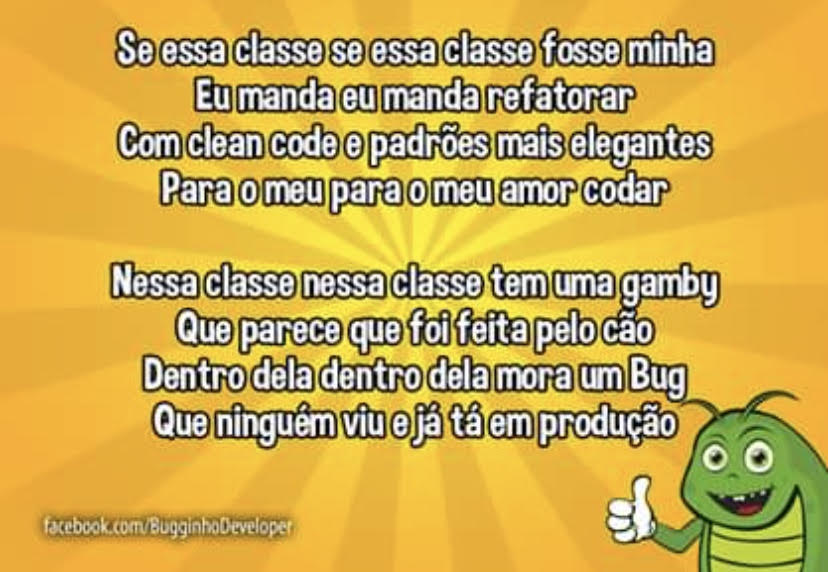 Se essa classe se essa classe fosse minha
Eu manda eu manda refatorar
Com clean code e padrões mais elegantes
Para o meu para o meu amor codar
Nessa classe nessa classe tem uma gamby
Que parece que foi feita pelo cão
Dentro dela dentro dela mora um Bug
Que ninguém viu e já tá em produção
facebook.com/BugginhoDeveloper